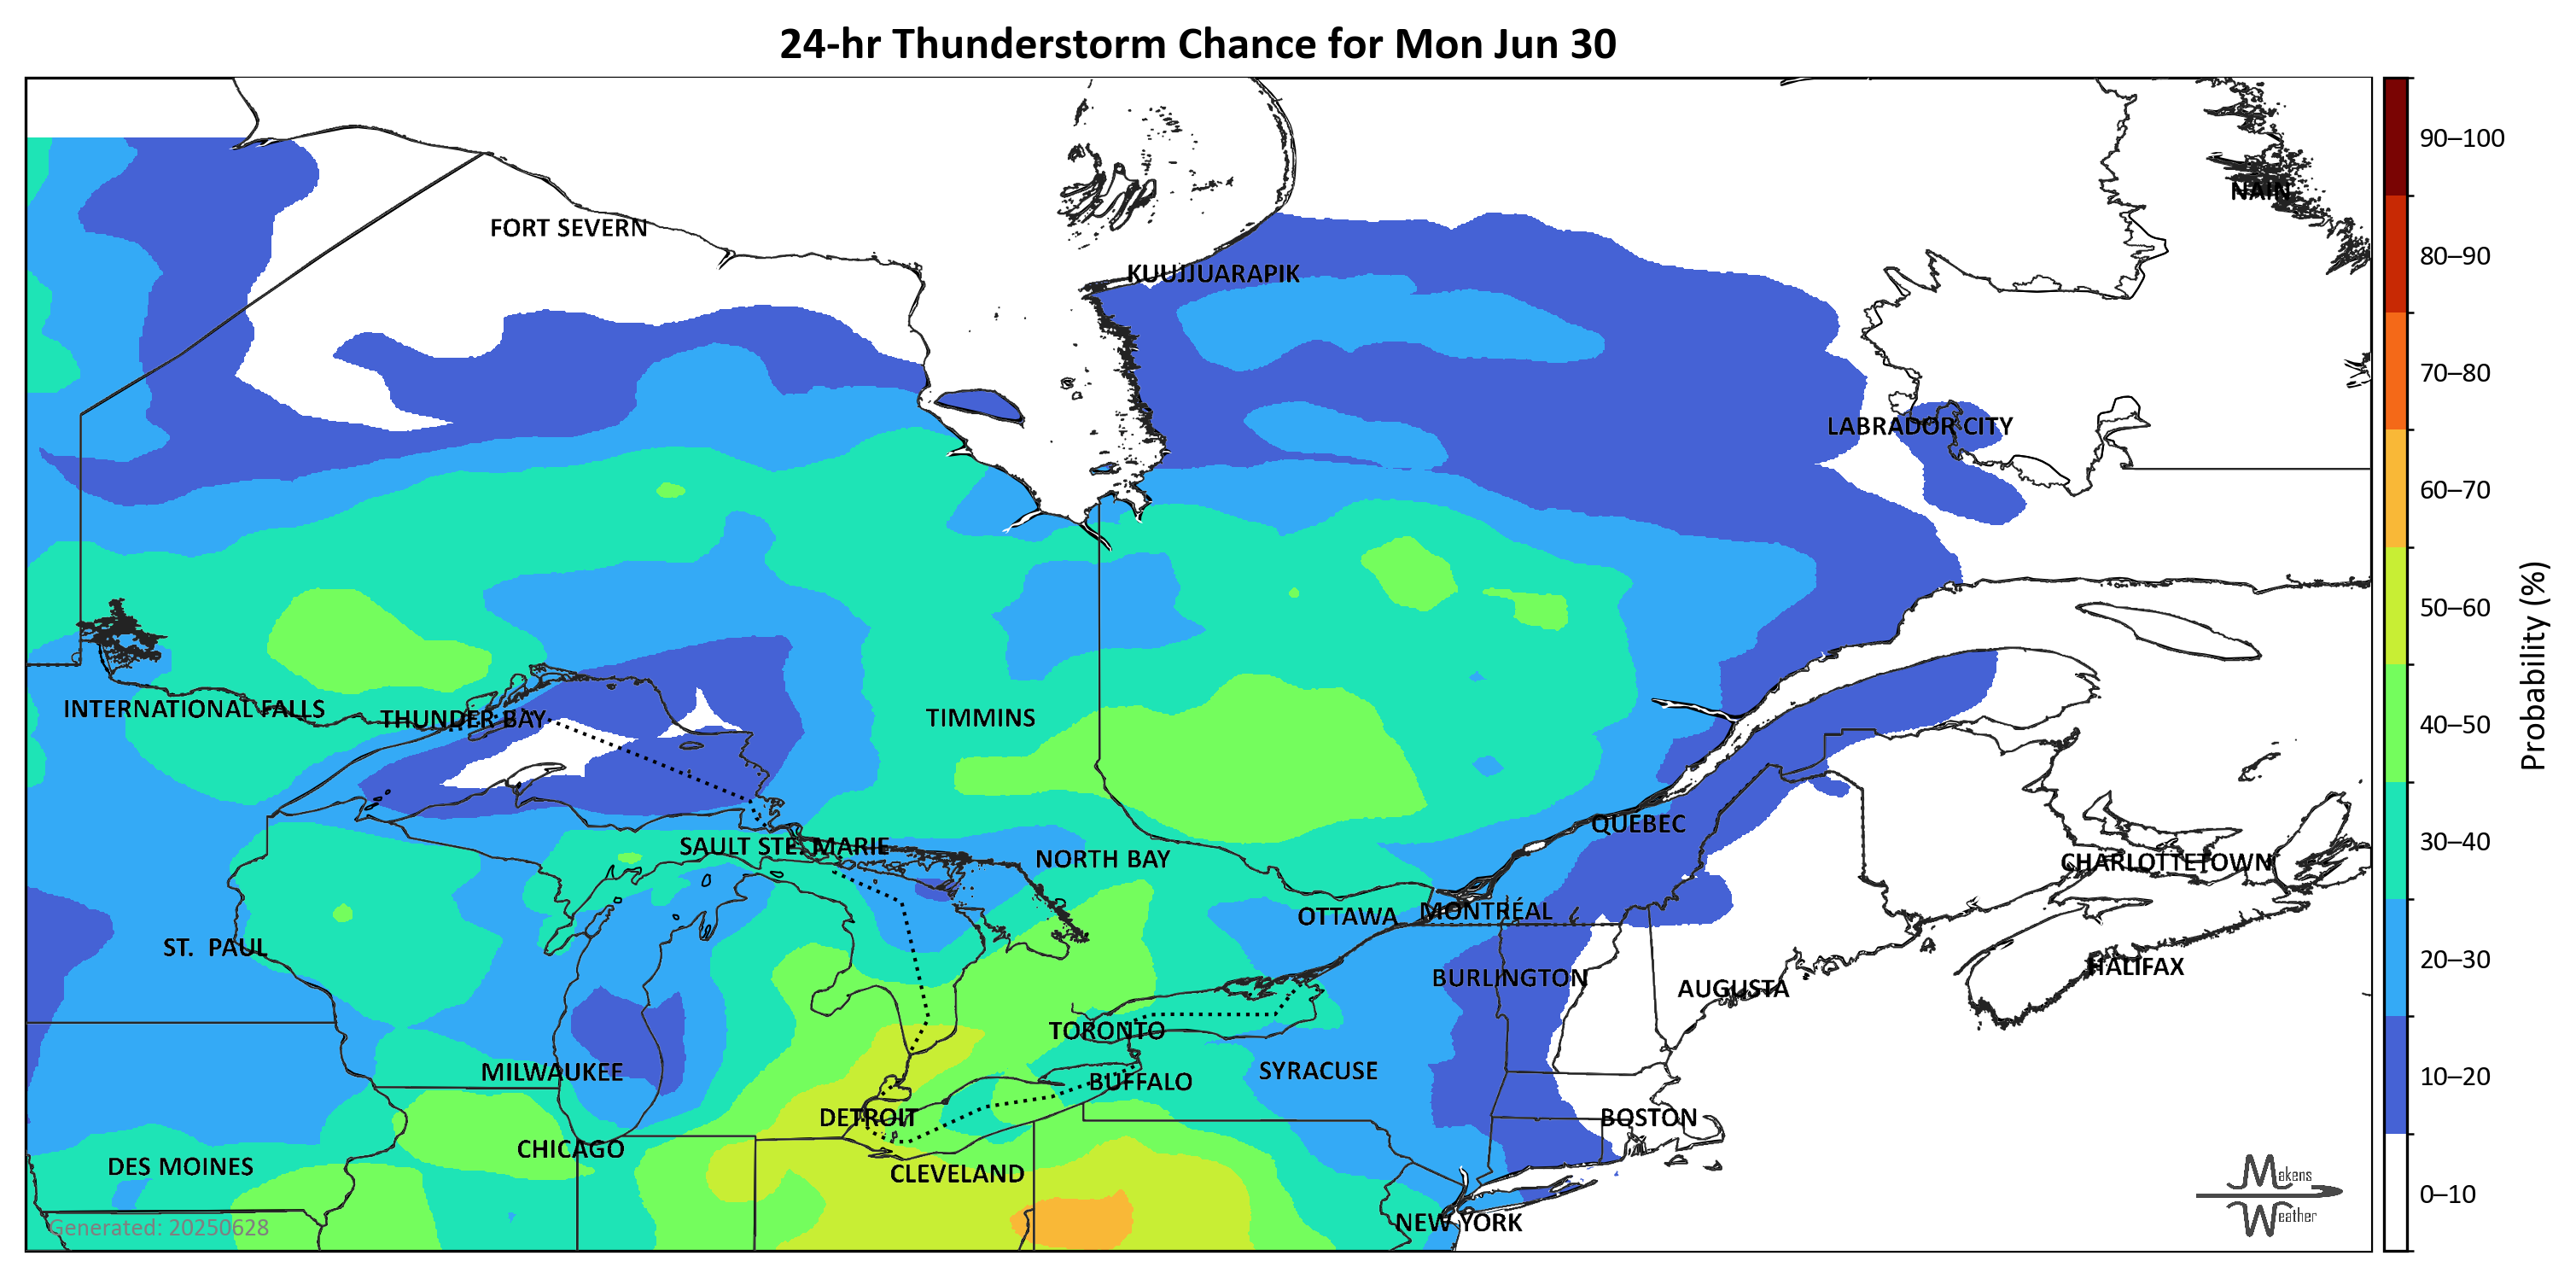 24-hr Thunderstorm Chance for Mon Jun 30
90–100
NAIN
FORT SEVERN
80–90
KUUJJUARAPIK
70–80
LABRADOR CITY
60–70
50–60
INTERNATIONAL FALLS
THUNDER BAY
TIMMINS
40–50
Probability (%)
QUEBEC
SAULT STE. MARIE
NORTH BAY
CHARLOTTETOWN
30–40
OTTAWA
MONTRÉAL
ST. PAUL
BURLINGTON
HALIFAX
20–30
AUGUSTA
TORONTO
MILWAUKEE
BUFFALO
SYRACUSE
10–20
DETROIT
BOSTON
CHICAGO
DES MOINES
CLEVELAND
Makens
0–10
Weather
NEW YORK
Generated: 20250628